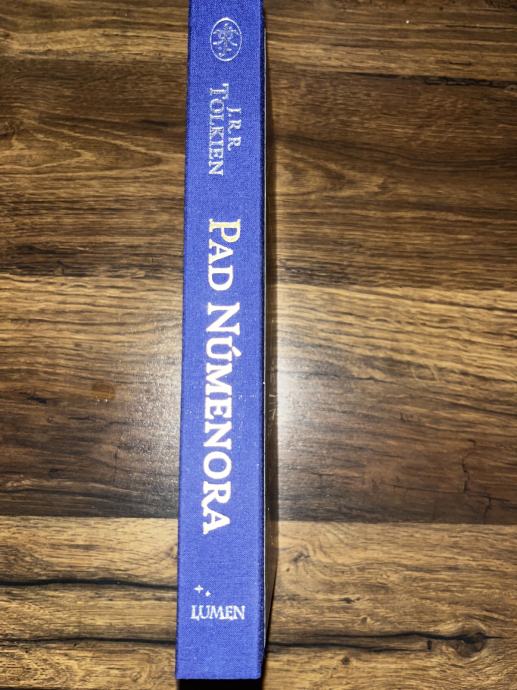 J.R.R
TOLKIEN
PAD NÚMENORA
LUMEN